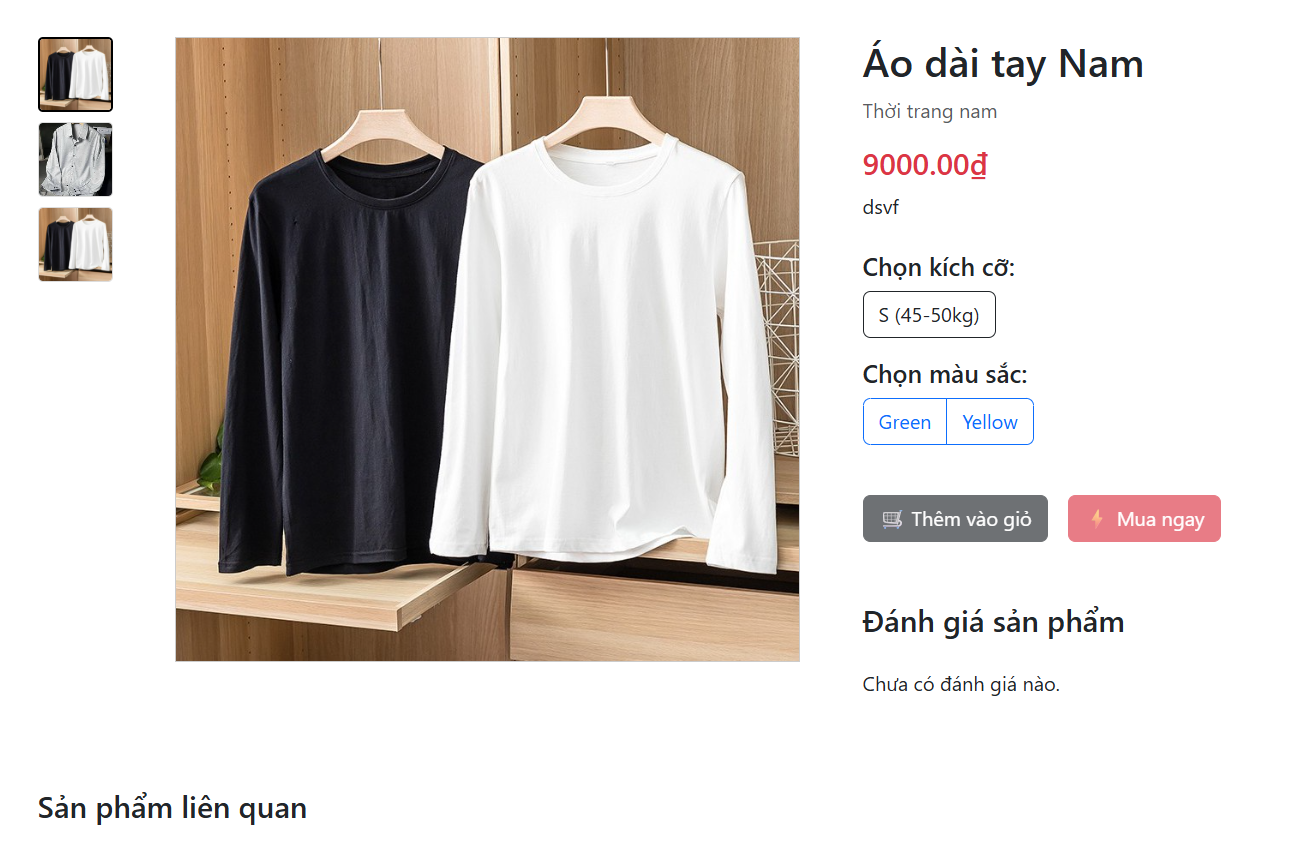 Áo dài tay Nam
Thời trang nam
9000.00₫
dsvf
Chọn kích cỡ:
S (45-50kg)
Chọn màu sắc:
Green Yellow
🛒 Thêm vào giỏ ⚡ Mua ngay
Đánh giá sản phẩm
Chưa có đánh giá nào.
Sản phẩm liên quan